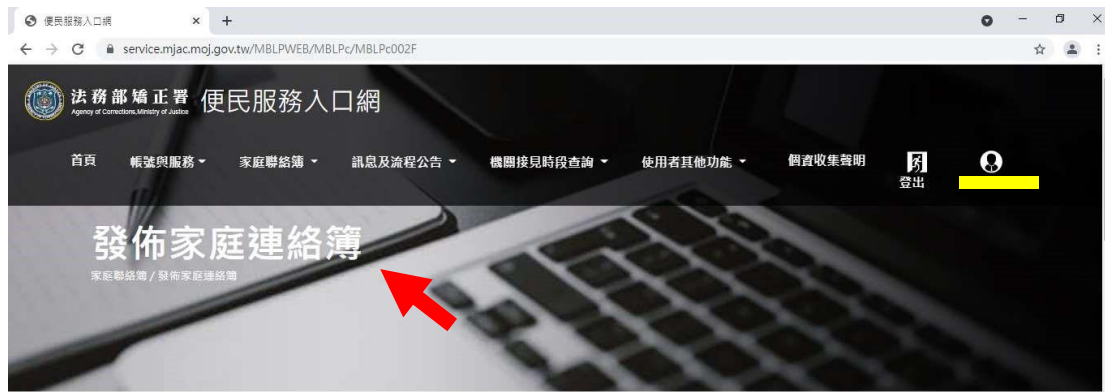 便民服務入口網
service.mjac.moj.gov.tw/MBLPWEB/MBLPc/MBLPc002F
法務部矯正署 便民服務入口網
Agency of Corrections,Ministry of Justice
首頁 帳號與服務 家庭聯絡簿 訊息及流程公告 機關接見時段查詢 使用者其他功能 個資收集聲明 登出
發佈家庭連絡簿
家庭聯絡簿 / 發佈家庭連絡簿